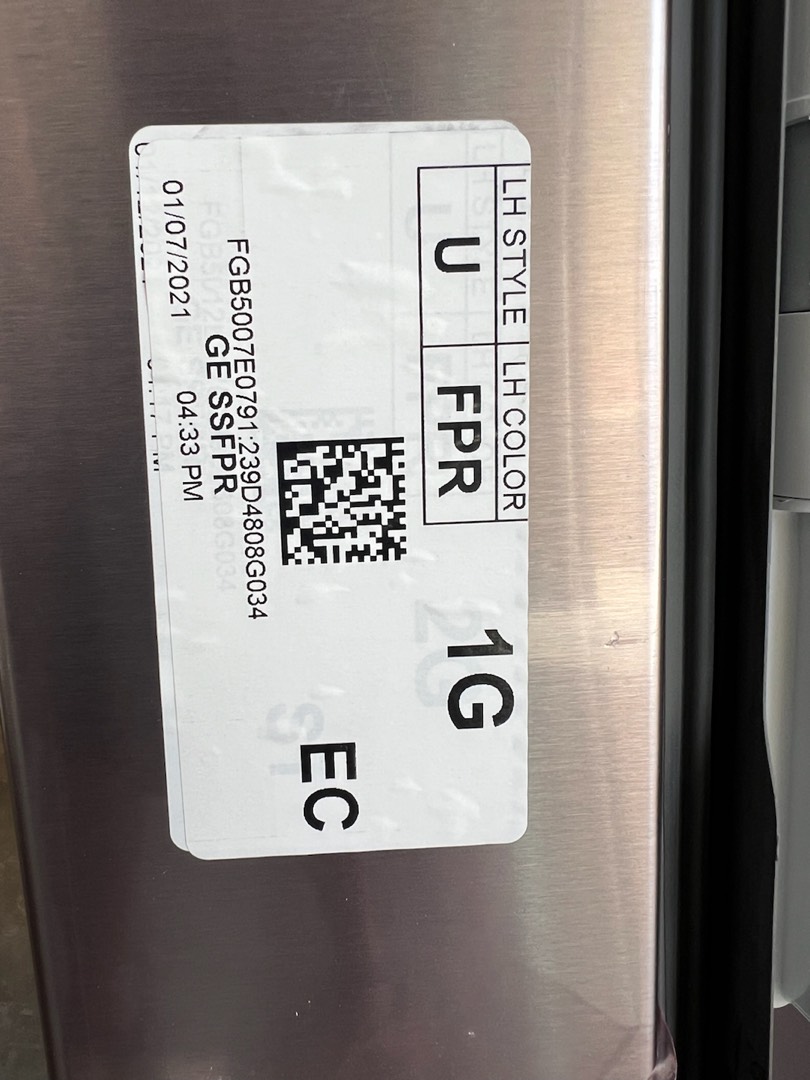 LH STYLE LH COLOR
U FPR
1G
EC
FGB5007E0791:239D4808G034
GE SSFPR
01/07/2021 04:33 PM